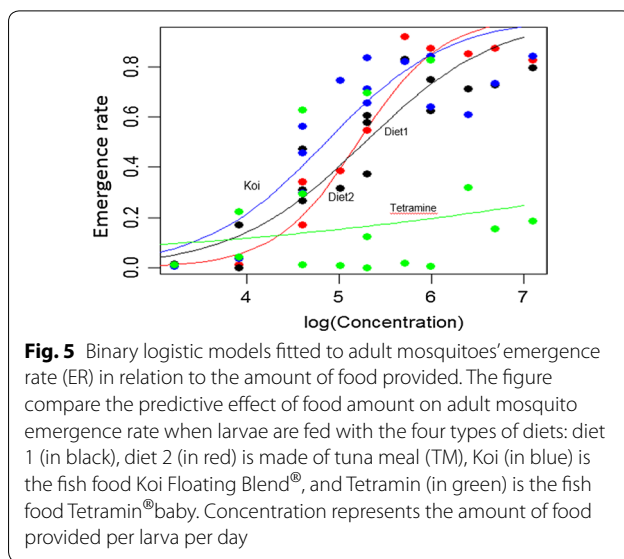 Emergence rate
0.8
0.6
0.4
0.2
0.0
Koi
Diet1
Diet2
Tetramine
4 5 6 7
log(Concentration)
Fig. 5 Binary logistic models fitted to adult mosquitoes' emergence
rate (ER) in relation to the amount of food provided. The figure
compare the predictive effect of food amount on adult mosquito
emergence rate when larvae are fed with the four types of diets: diet
1 (in black), diet 2 (in red) is made of tuna meal (TM), Koi (in blue) is
the fish food Koi Floating Blend®, and Tetramin (in green) is the fish
food Tetramin®baby. Concentration represents the amount of food
provided per larva per day